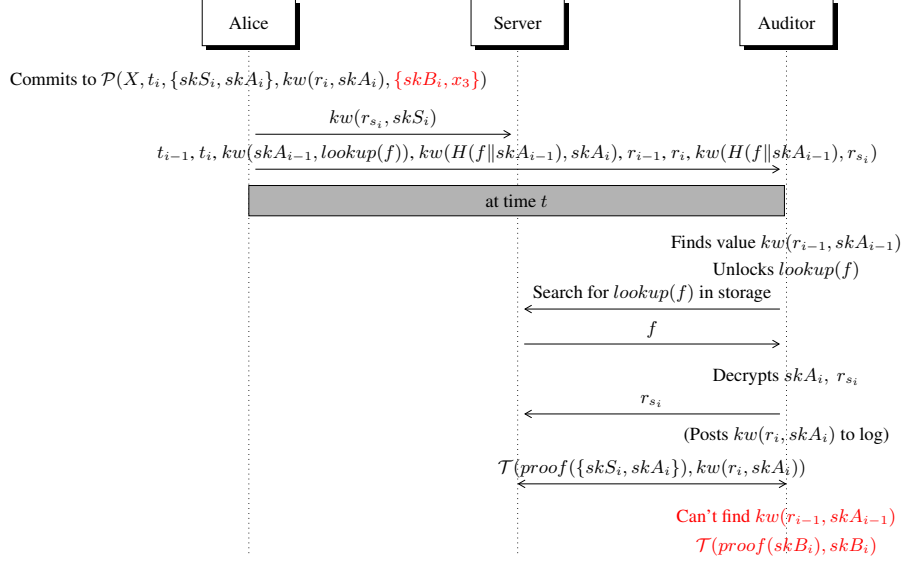 Alice
Server
Auditor
Commits to 𝒫(X, t_i, {skS_i, skA_i}, kw(r_i, skA_i), {skB_i, x_3})
kw(r_{s_i}, skS_i)
t_{i−1}, t_i, kw(skA_{i−1}, lookup(f)), kw(H(f‖skA_{i−1}), skA_i), r_{i−1}, r_i, kw(H(f‖skA_{i−1}), r_{s_i})
at time t
Finds value kw(r_{i−1}, skA_{i−1})
Unlocks lookup(f)
Search for lookup(f) in storage
f
Decrypts skA_i, r_{s_i}
r_{s_i}
(Posts kw(r_i, skA_i) to log)
𝒯(proof({skS_i, skA_i}), kw(r_i, skA_i))
Can't find kw(r_{i−1}, skA_{i−1})
𝒯(proof(skB_i), skB_i)